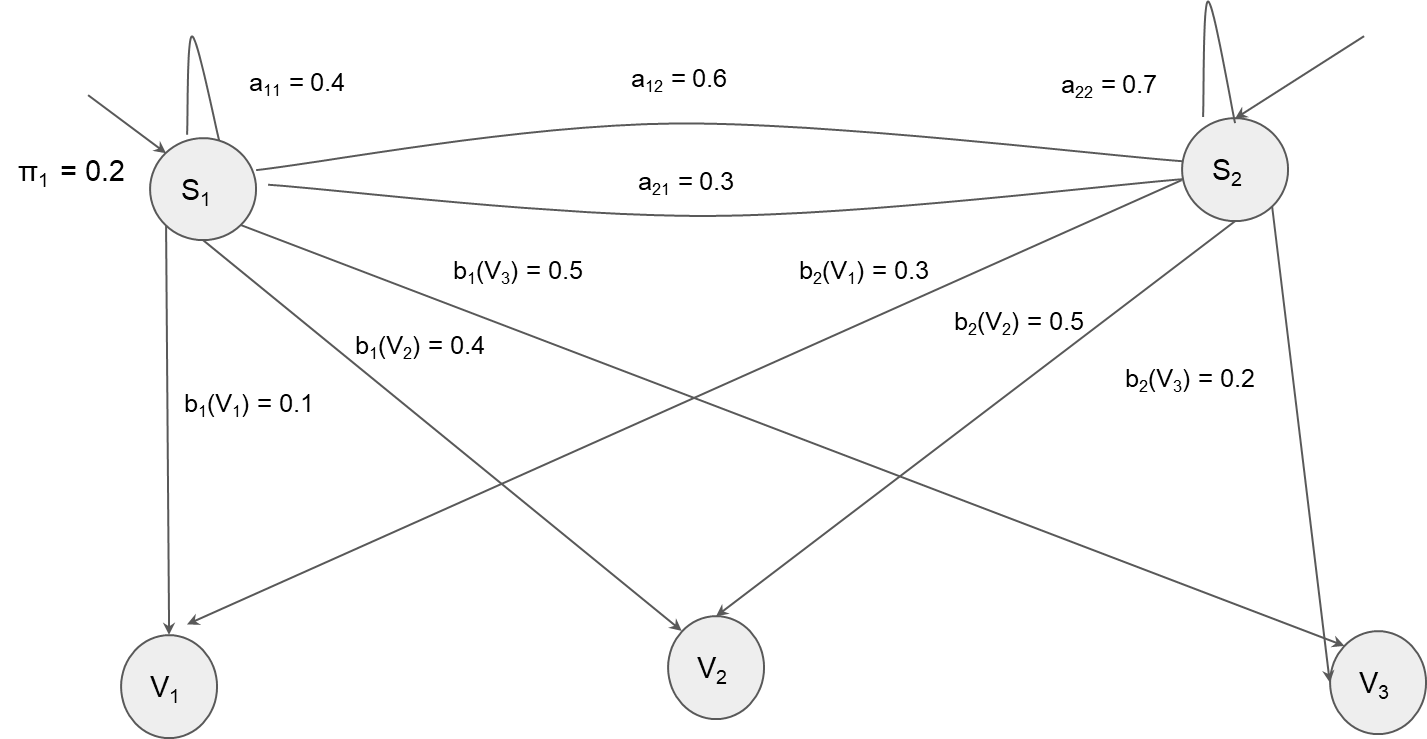 a₁₁ = 0.4
a₁₂ = 0.6
a₂₂ = 0.7
π₁ = 0.2
S₁
a₂₁ = 0.3
S₂
b₁(V₃) = 0.5
b₂(V₁) = 0.3
b₂(V₂) = 0.5
b₁(V₂) = 0.4
b₂(V₃) = 0.2
b₁(V₁) = 0.1
V₁
V₂
V₃